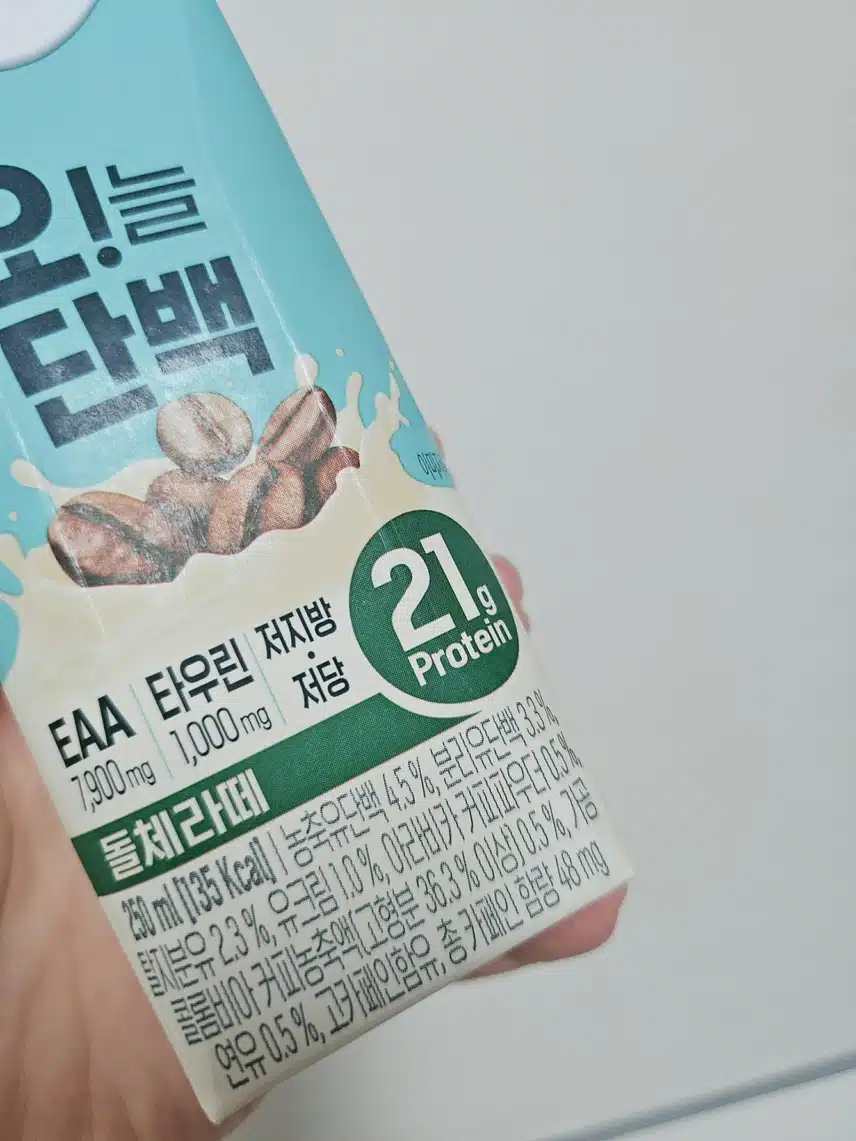 오!늘
단백
21g
Protein
EAA
7,900mg
타우린
1,000mg
저지방
·
저당
돌체라떼
250 ml [135 Kcal] | 농축유단백 4.5%, 분리유단백 3.3%,
탈지분유 2.3%, 유크림 1.0%, 아라비카 커피파우더 0.5%,
콜롬비아 커피농축액(고형분 36.3% 이상) 0.5%, 가공
연유 0.5%, 고카페인함유, 총 카페인 함량 48 mg